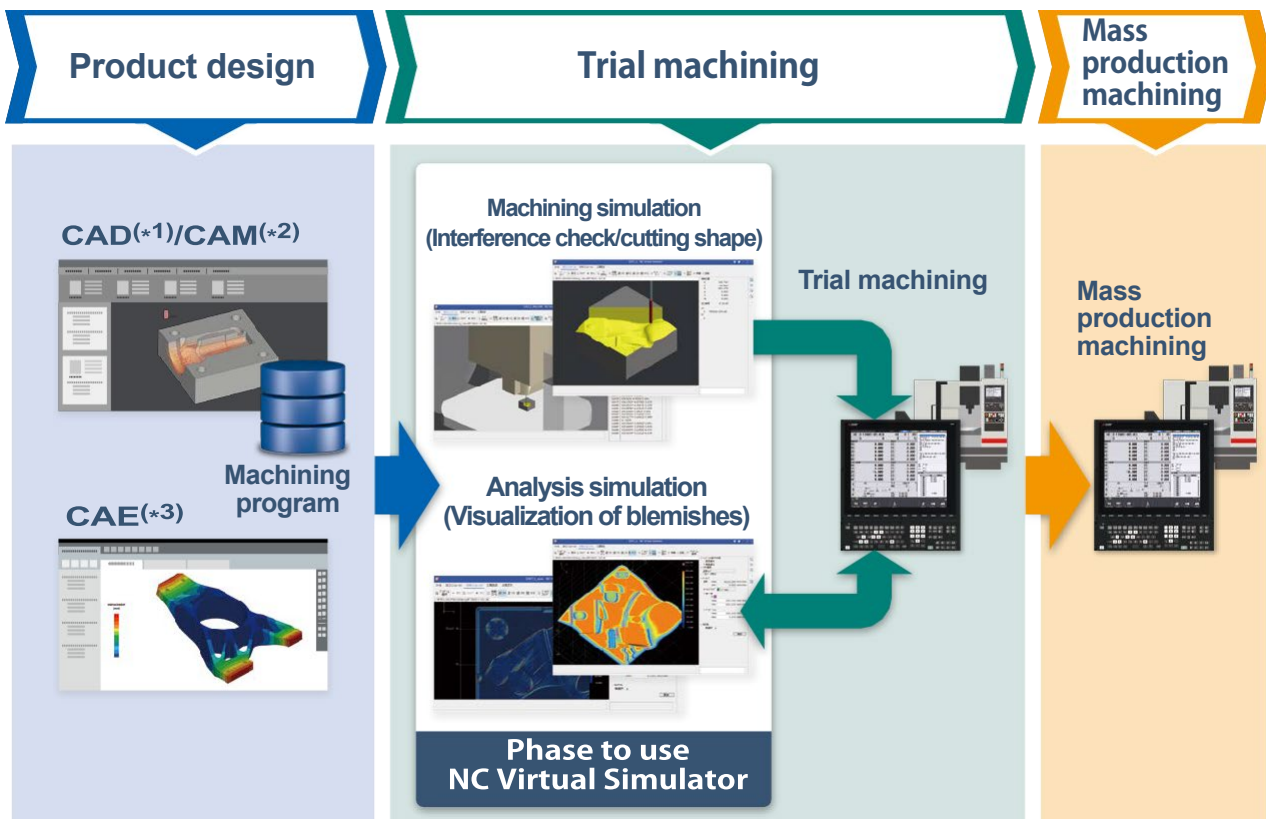 Product design
Trial machining
Mass
production
machining
CAD(*1)/CAM(*2)
Machining
program
CAE(*3)
Machining simulation
(Interference check/cutting shape)
Analysis simulation
(Visualization of blemishes)
Phase to use
NC Virtual Simulator
Trial machining
Mass
production
machining